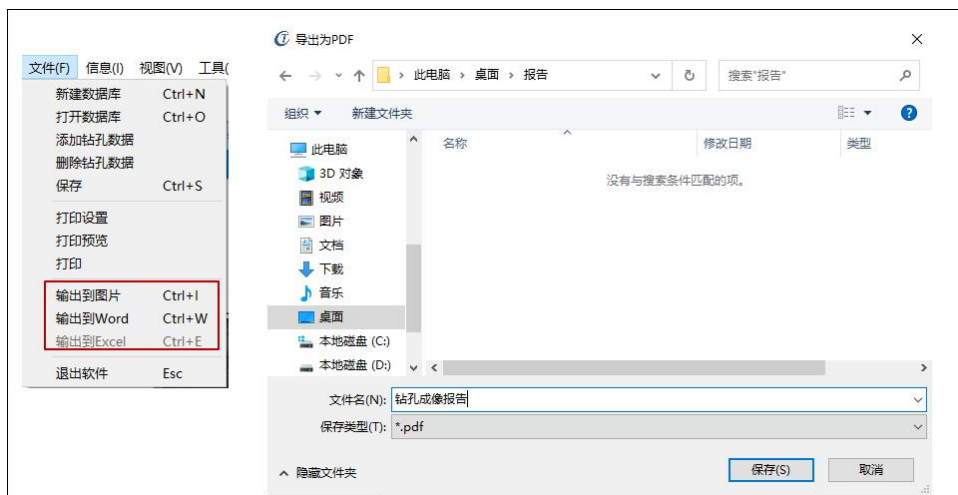 文件(F) 信息(I) 视图(V) 工具(
新建数据库 Ctrl+N
打开数据库 Ctrl+O
添加钻孔数据
删除钻孔数据
保存 Ctrl+S
打印设置
打印预览
打印
输出到图片 Ctrl+I
输出到Word Ctrl+W
输出到Excel Ctrl+E
退出软件 Esc
导出为PDF
此电脑 › 桌面 › 报告
搜索"报告"
组织 新建文件夹
名称 修改日期 类型
没有与搜索条件匹配的项。
此电脑
3D 对象
视频
图片
文档
下载
音乐
桌面
本地磁盘 (C:)
本地磁盘 (D:)
文件名(N): 钻孔成像报告
保存类型(T): *.pdf
隐藏文件夹 保存(S) 取消